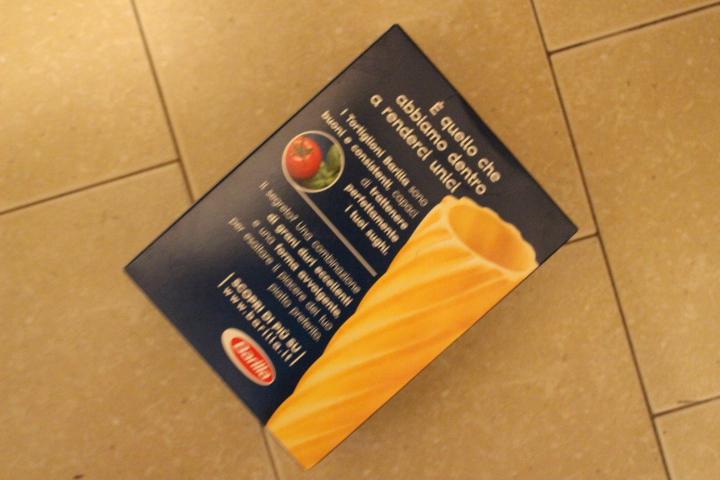 È quello che
abbiamo dentro
a renderci unici
I Tortiglioni Barilla sono
buoni e consistenti, capaci
di trattenere
perfettamente
i tuoi sughi.
Il segreto? Una combinazione
di grani duri eccellenti
e una forma avvolgente,
per esaltare il piacere del tuo
piatto preferito.
SCOPRI DI PIÙ SU
www.barilla.it
Barilla